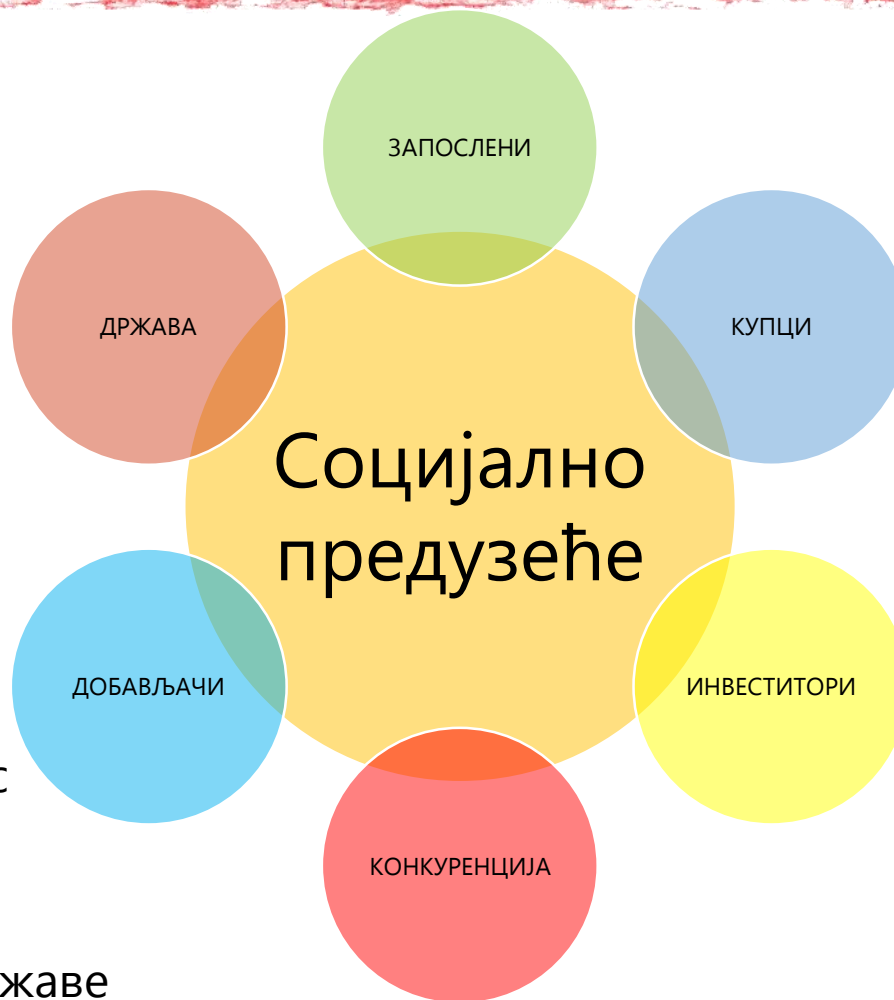 ЗАПОСЛЕНИ
ДРЖАВА
КУПЦИ
Социјално
предузеће
ДОБАВЉАЧИ
ИНВЕСТИТОРИ
с
КОНКУРЕНЦИЈА
жаве